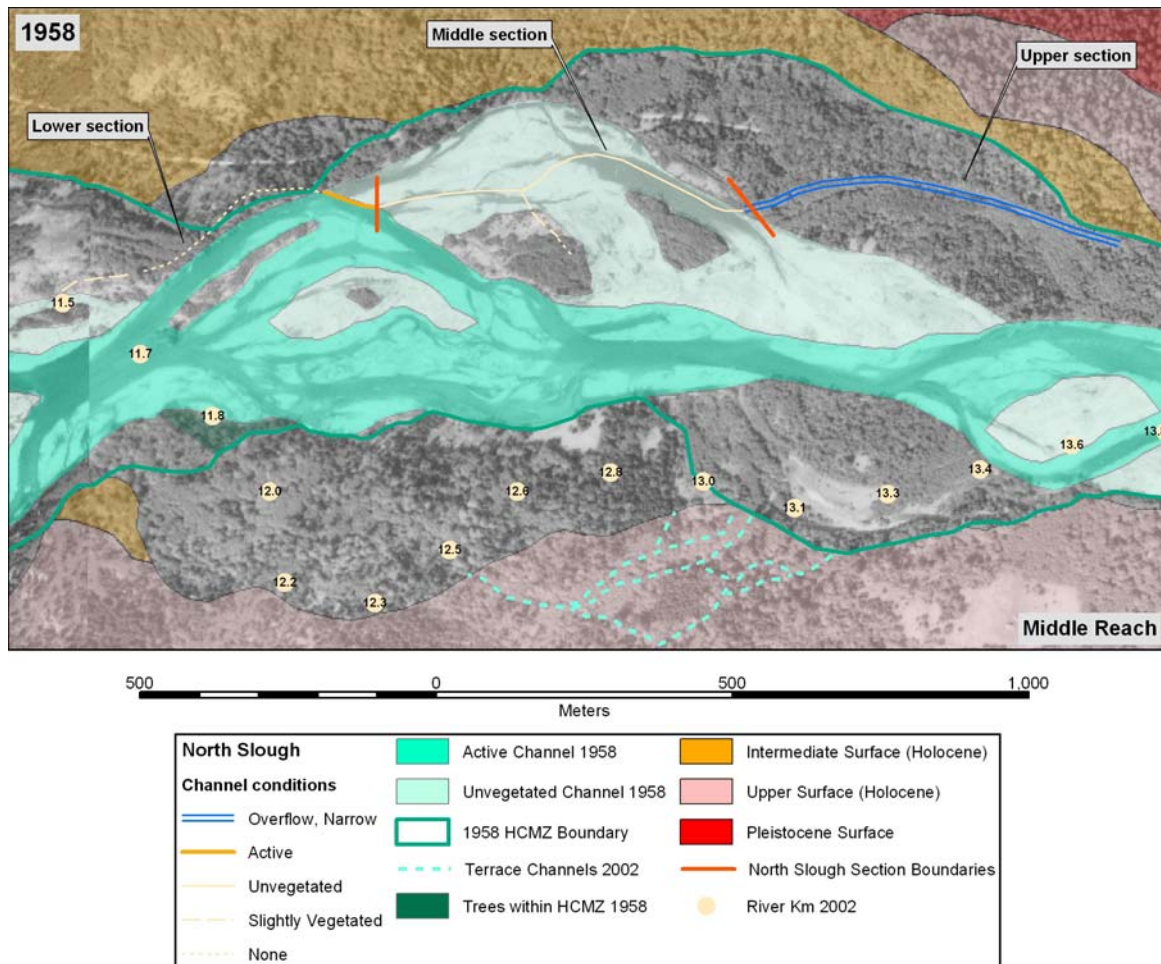 1958
Middle section
Upper section
Lower section
11.5
11.7
11.8
12.0
12.2
12.3
12.5
12.6
12.8
13.0
13.1
13.3
13.4
13.6
Middle Reach
500 0 500 1,000
Meters
North Slough
Channel conditions
Overflow, Narrow
Active
Unvegetated
Slightly Vegetated
None
Active Channel 1958
Unvegetated Channel 1958
1958 HCMZ Boundary
Terrace Channels 2002
Trees within HCMZ 1958
Intermediate Surface (Holocene)
Upper Surface (Holocene)
Pleistocene Surface
North Slough Section Boundaries
River Km 2002